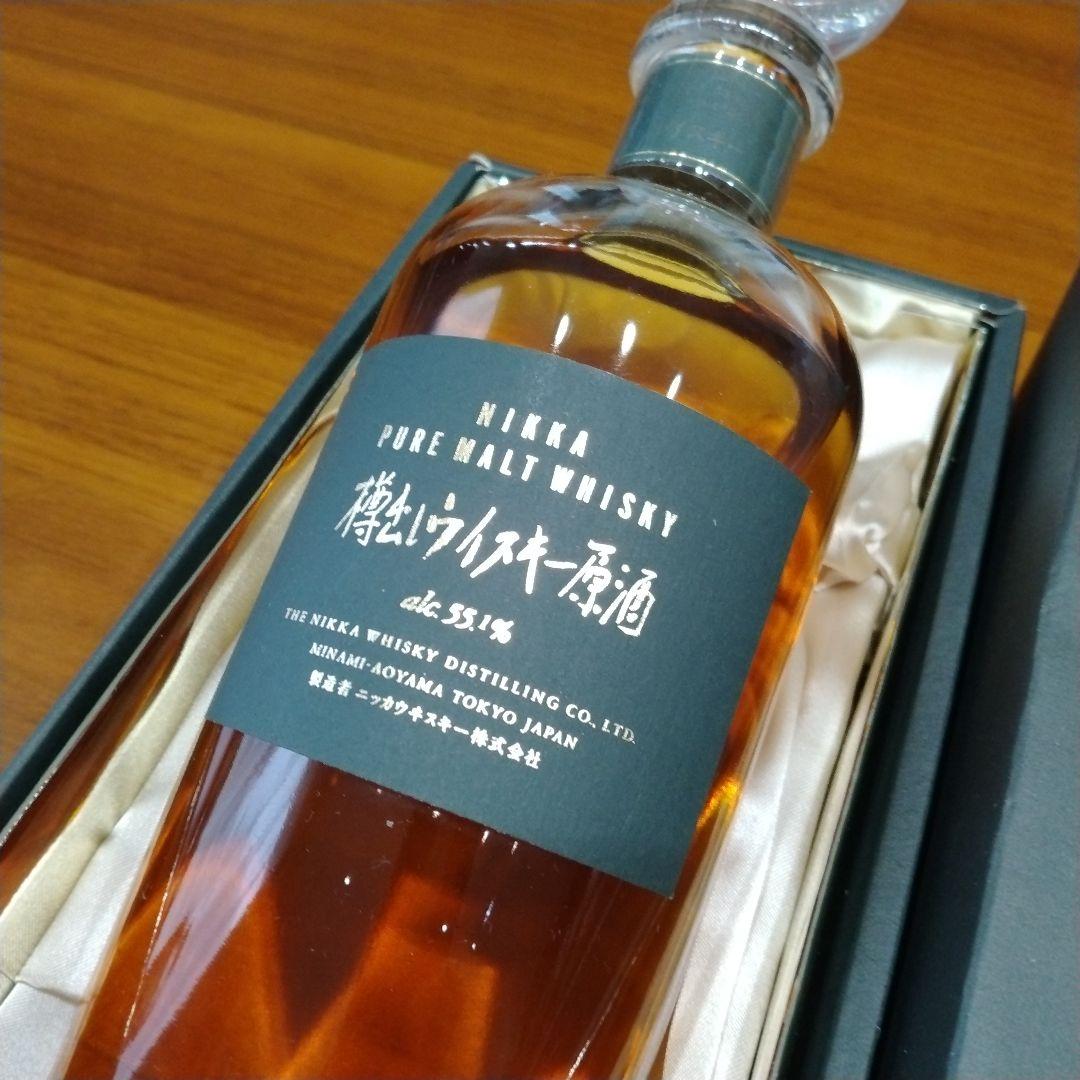 NIKKA
PURE MALT WHISKY
樽出しウイスキー原酒
alc. 55.1%
THE NIKKA WHISKY DISTILLING CO., LTD.
MINAMI-AOYAMA TOKYO JAPAN
製造者 ニッカウヰスキー株式会社